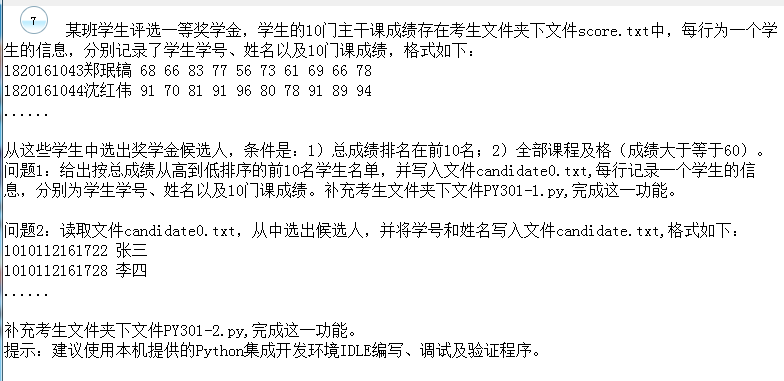 7
某班学生评选一等奖学金，学生的10门主干课成绩存在考生文件夹下文件score.txt中，每行为一个学
生的信息，分别记录了学生学号、姓名以及10门课成绩，格式如下：
1820161043郑珉镐 68 66 83 77 56 73 61 69 66 78
1820161044沈红伟 91 70 81 91 96 80 78 91 89 94
......
从这些学生中选出奖学金候选人，条件是：1）总成绩排名在前10名；2）全部课程及格（成绩大于等于60）。
问题1：给出按总成绩从高到低排序的前10名学生名单，并写入文件candidate0.txt,每行记录一个学生的信
息，分别为学生学号、姓名以及10门课成绩。补充考生文件夹下文件PY301-1.py,完成这一功能。
问题2：读取文件candidate0.txt，从中选出候选人，并将学号和姓名写入文件candidate.txt,格式如下：
1010112161722 张三
1010112161728 李四
......
补充考生文件夹下文件PY301-2.py,完成这一功能。
提示：建议使用本机提供的Python集成开发环境IDLE编写、调试及验证程序。